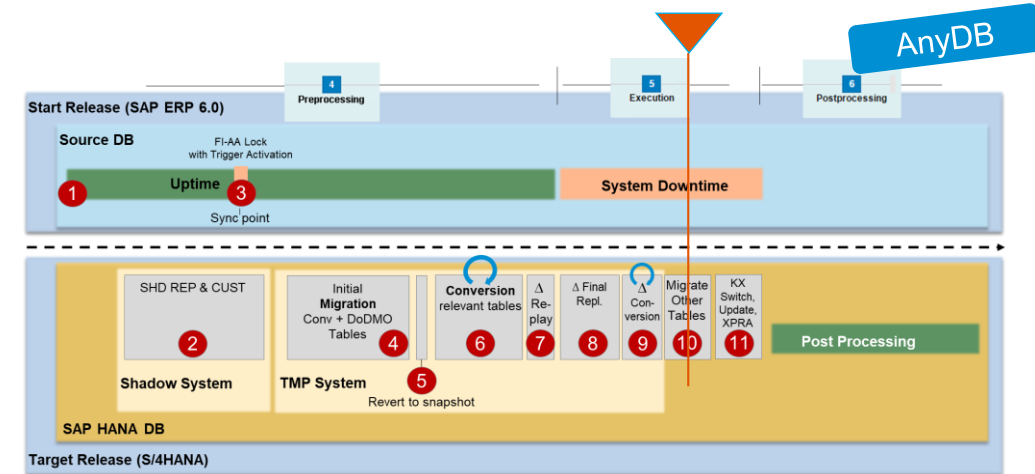 AnyDB
4
Preprocessing
5
Execution
6
Postprocessing
Start Release (SAP ERP 6.0)
Source DB
FI-AA Lock
with Trigger Activation
1
Uptime
3
System Downtime
Sync point
SHD REP & CUST
2
Shadow System
Initial
Migration
Conv + DoDMO
Tables
4
TMP System
5
Revert to snapshot
Conversion
relevant tables
6
Δ
Re-
play
7
Δ Final
Repl.
8
Δ
Con-
version
9
Migrate
Other
Tables
10
KX
Switch,
Update,
XPRA
11
Post Processing
SAP HANA DB
Target Release (S/4HANA)